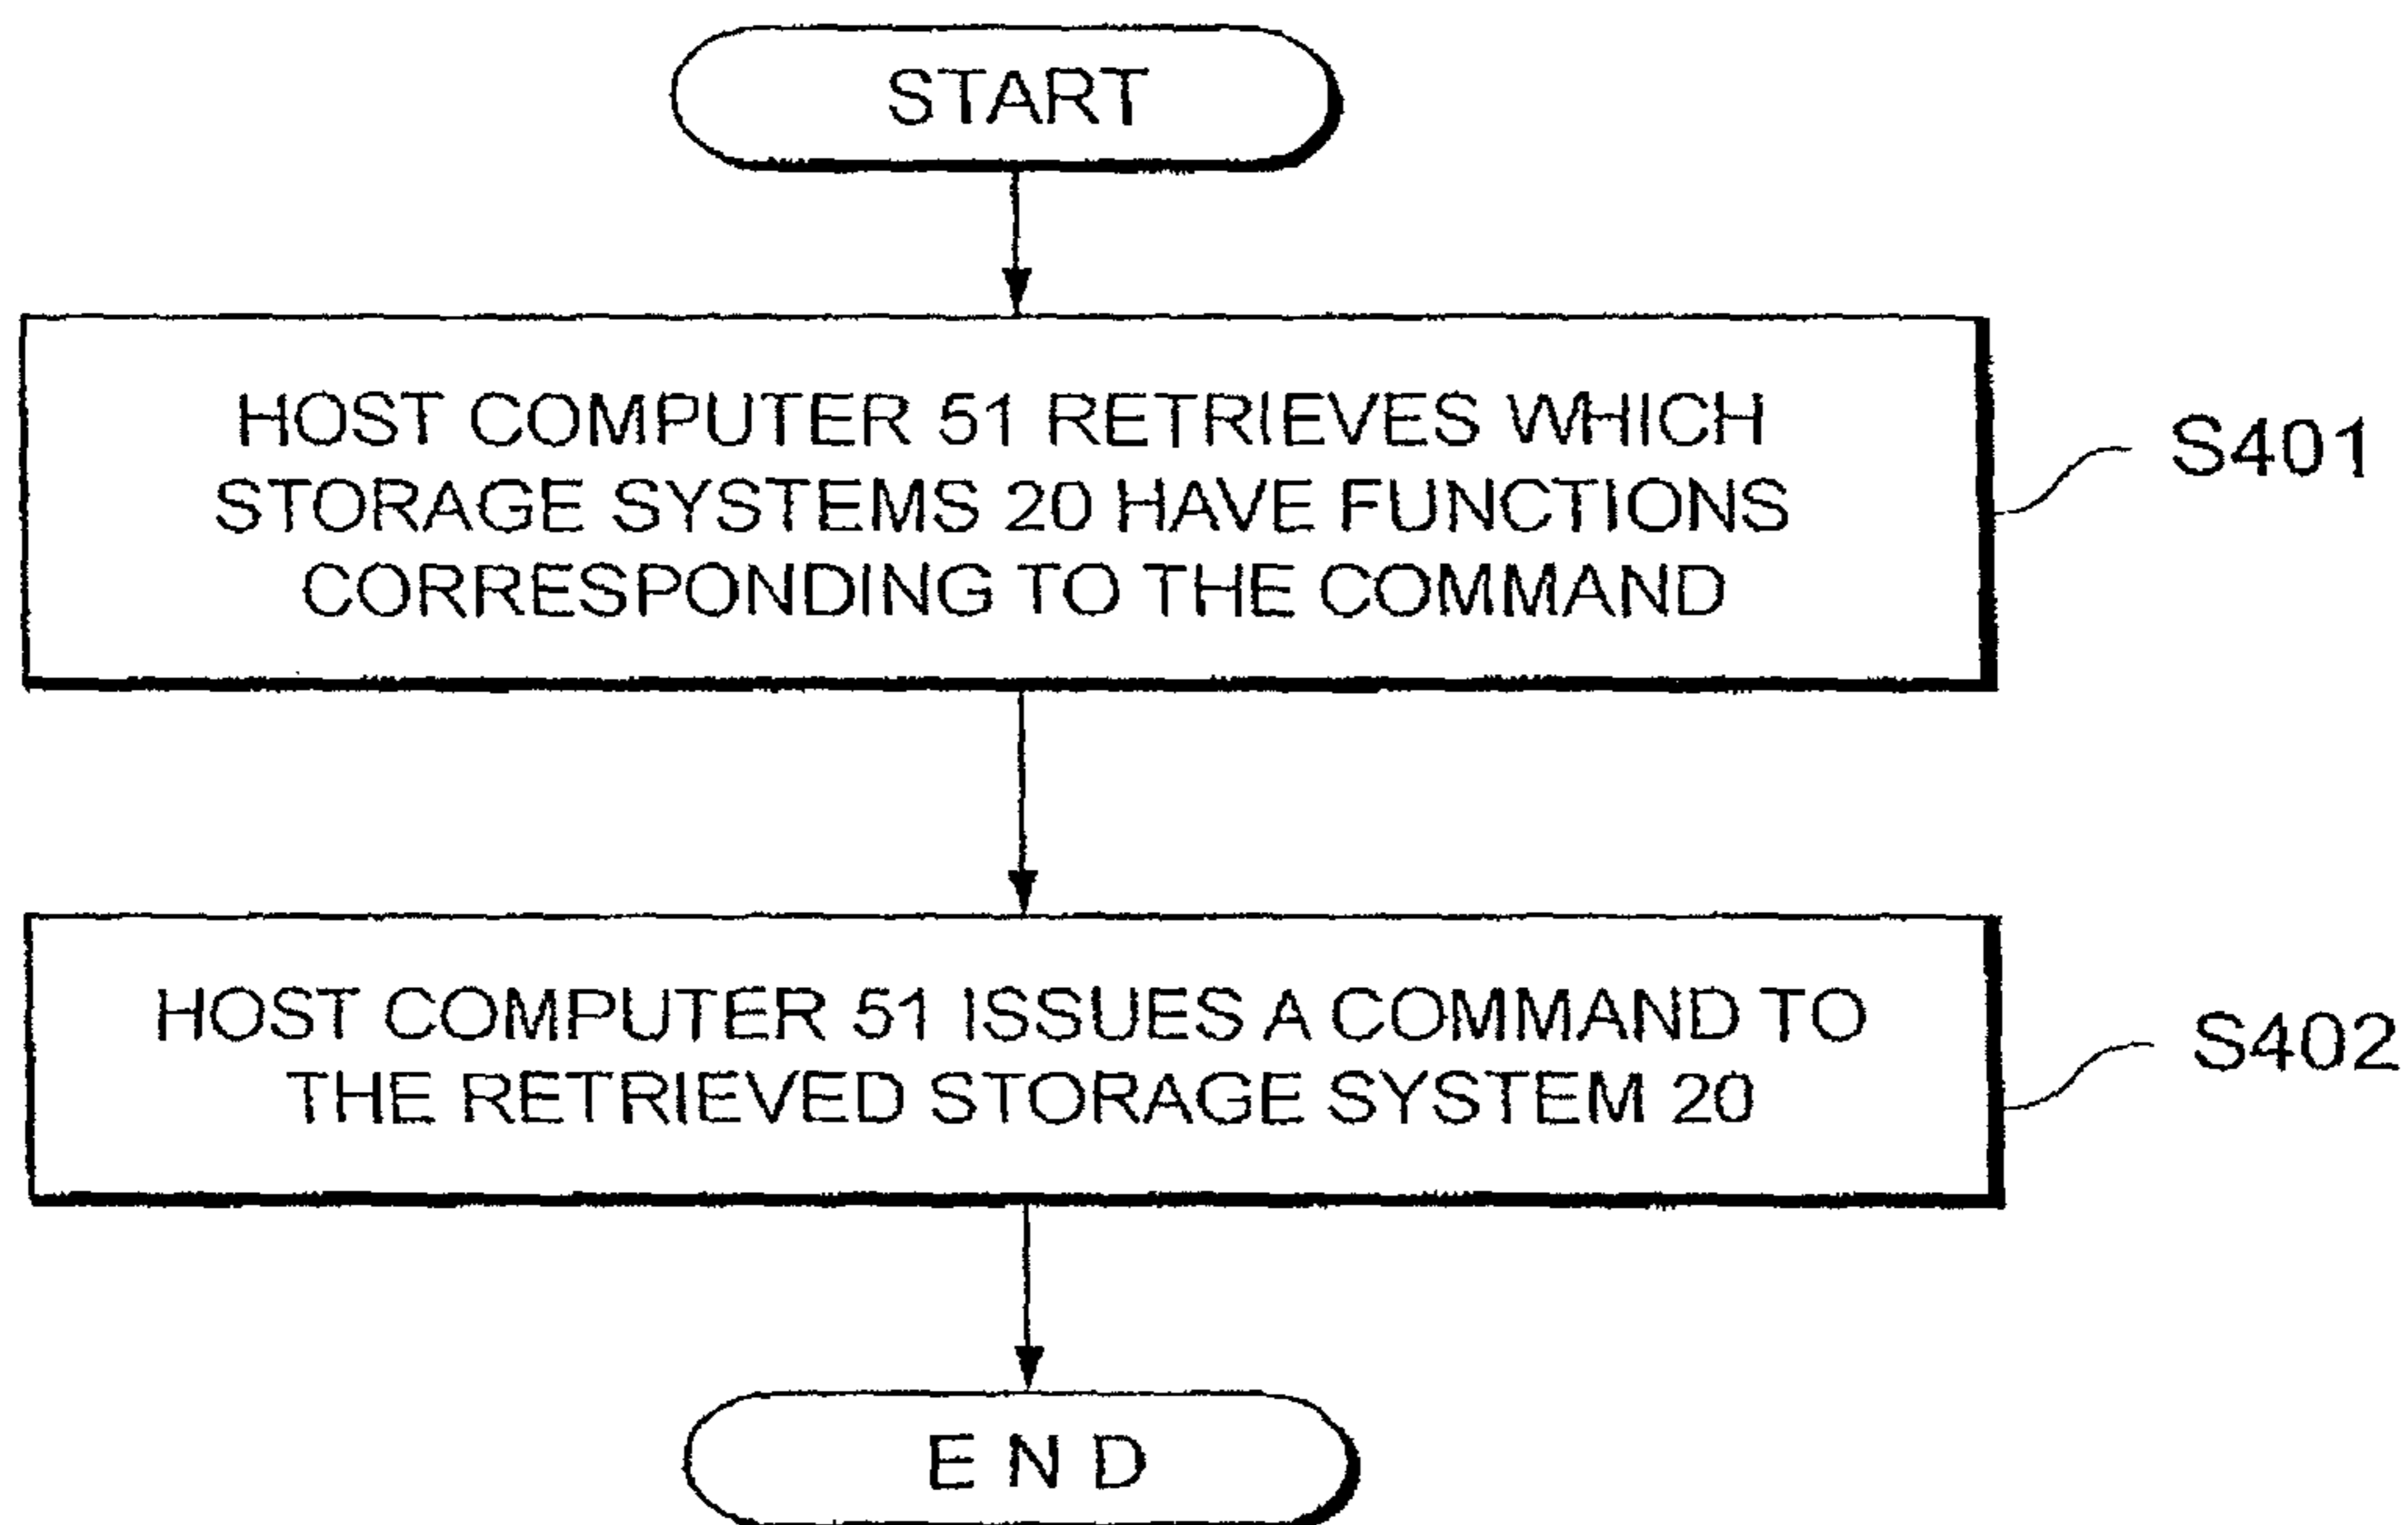 START
HOST COMPUTER 51 RETRIEVES WHICH
STORAGE SYSTEMS 20 HAVE FUNCTIONS
CORRESPONDING TO THE COMMAND
S401
HOST COMPUTER 51 ISSUES A COMMAND TO
THE RETRIEVED STORAGE SYSTEM 20
S402
END